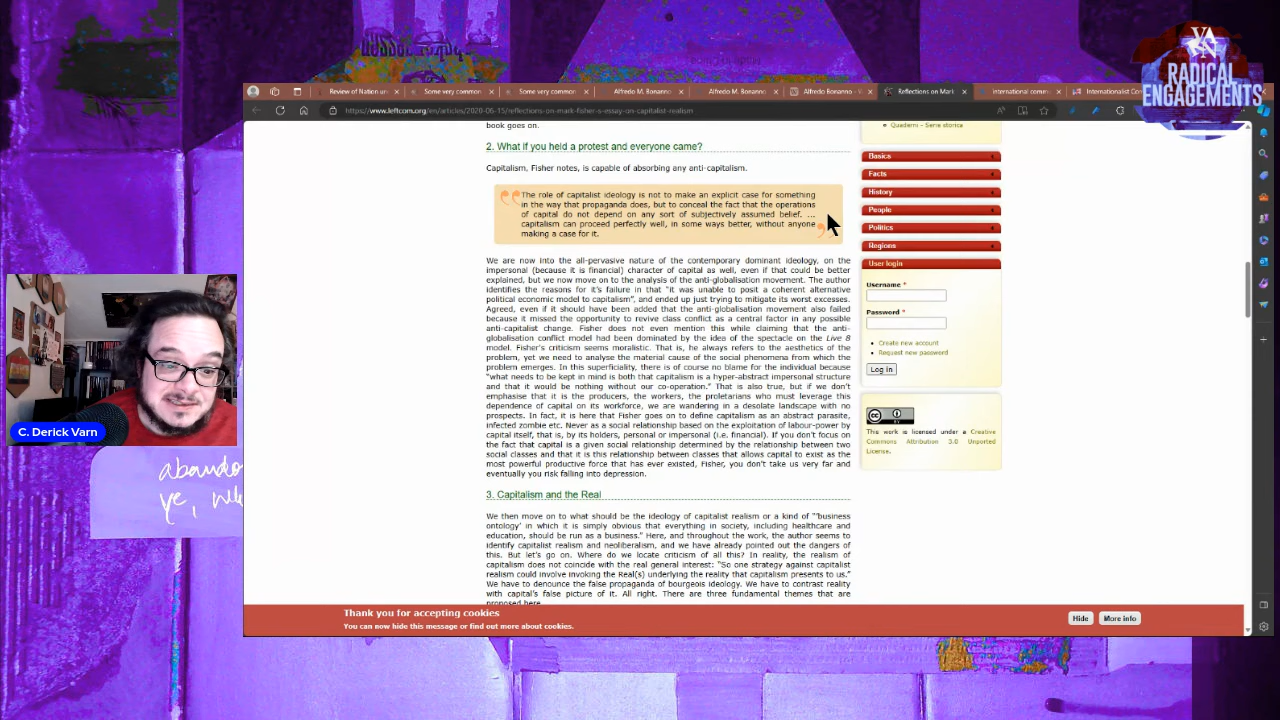 VARN
RADICAL
ENGAGEMENTS
Review of Nation un
Some very common
Some very common
Alfredo M. Bonanno
Alfredo M. Bonanno
Alfredo Bonanno - V
Reflections on Mark
International comm
Internationalist Com
https://www.leftcom.org/en/articles/2020-06-15/reflections-on-mark-fisher-s-essay-on-capitalist-realism
book goes on.
2. What if you held a protest and everyone came?
Capitalism, Fisher notes, is capable of absorbing any anti-capitalism.
The role of capitalist ideology is not to make an explicit case for something
in the way that propaganda does, but to conceal the fact that the operations
of capital do not depend on any sort of subjectively assumed belief. ...
capitalism can proceed perfectly well, in some ways better, without anyone
making a case for it.
We are now into the all-pervasive nature of the contemporary dominant ideology, on the
impersonal (because it is financial) character of capital as well, even if that could be better
explained, but we now move on to the analysis of the anti-globalisation movement. The author
identifies the reasons for it's failure in that "it was unable to posit a coherent alternative
political economic model to capitalism", and ended up just trying to mitigate its worst excesses.
Agreed, even if it should have been added that the anti-globalisation movement also failed
because it missed the opportunity to revive class conflict as a central factor in any possible
anti-capitalist change. Fisher does not even mention this while claiming that the anti-
globalisation conflict model had been dominated by the idea of the spectacle on the Live 8
model. Fisher's criticism seems moralistic. That is, he always refers to the aesthetics of the
problem, yet we need to analyse the material cause of the social phenomena from which the
problem emerges. In this superficiality, there is of course no blame for the individual because
"what needs to be kept in mind is both that capitalism is a hyper-abstract impersonal structure
and that it would be nothing without our co-operation." That is also true, but if we don't
emphasise that it is the producers, the workers, the proletarians who must leverage this
dependence of capital on its workforce, we are wandering in a desolate landscape with no
prospects. In fact, it is here that Fisher goes on to define capitalism as an abstract parasite,
infected zombie etc. Never as a social relationship based on the exploitation of labour-power by
capital itself, that is, by its holders, personal or impersonal (i.e. financial). If you don't focus on
the fact that capital is a given social relationship determined by the relationship between two
social classes and that it is this relationship between classes that allows capital to exist as the
most powerful productive force that has ever existed, Fisher, you don't take us very far and
eventually you risk falling into depression.
3. Capitalism and the Real
We then move on to what should be the ideology of capitalist realism or a kind of "'business
ontology' in which it is simply obvious that everything in society, including healthcare and
education, should be run as a business." Here, and throughout the work, the author seems to
identify capitalist realism and neoliberalism, and we have already pointed out the dangers of
this. But let's go on. Where do we locate criticism of all this? In reality, the realism of
capitalism does not coincide with the real general interest: "So one strategy against capitalist
realism could involve invoking the Real(s) underlying the reality that capitalism presents to us."
We have to denounce the false propaganda of bourgeois ideology. We have to contrast reality
with capital's false picture of it. All right. There are three fundamental themes that are
proposed here.
Quaderni – Serie storica
Basics
Facts
History
People
Politics
Regions
User login
Username *
Password *
Create new account
Request new password
Log in
cc
BY
This work is licensed under a Creative
Commons Attribution 3.0 Unported
License.
Thank you for accepting cookies
You can now hide this message or find out more about cookies.
Hide
More info
C. Derick Varn
abando
ye,